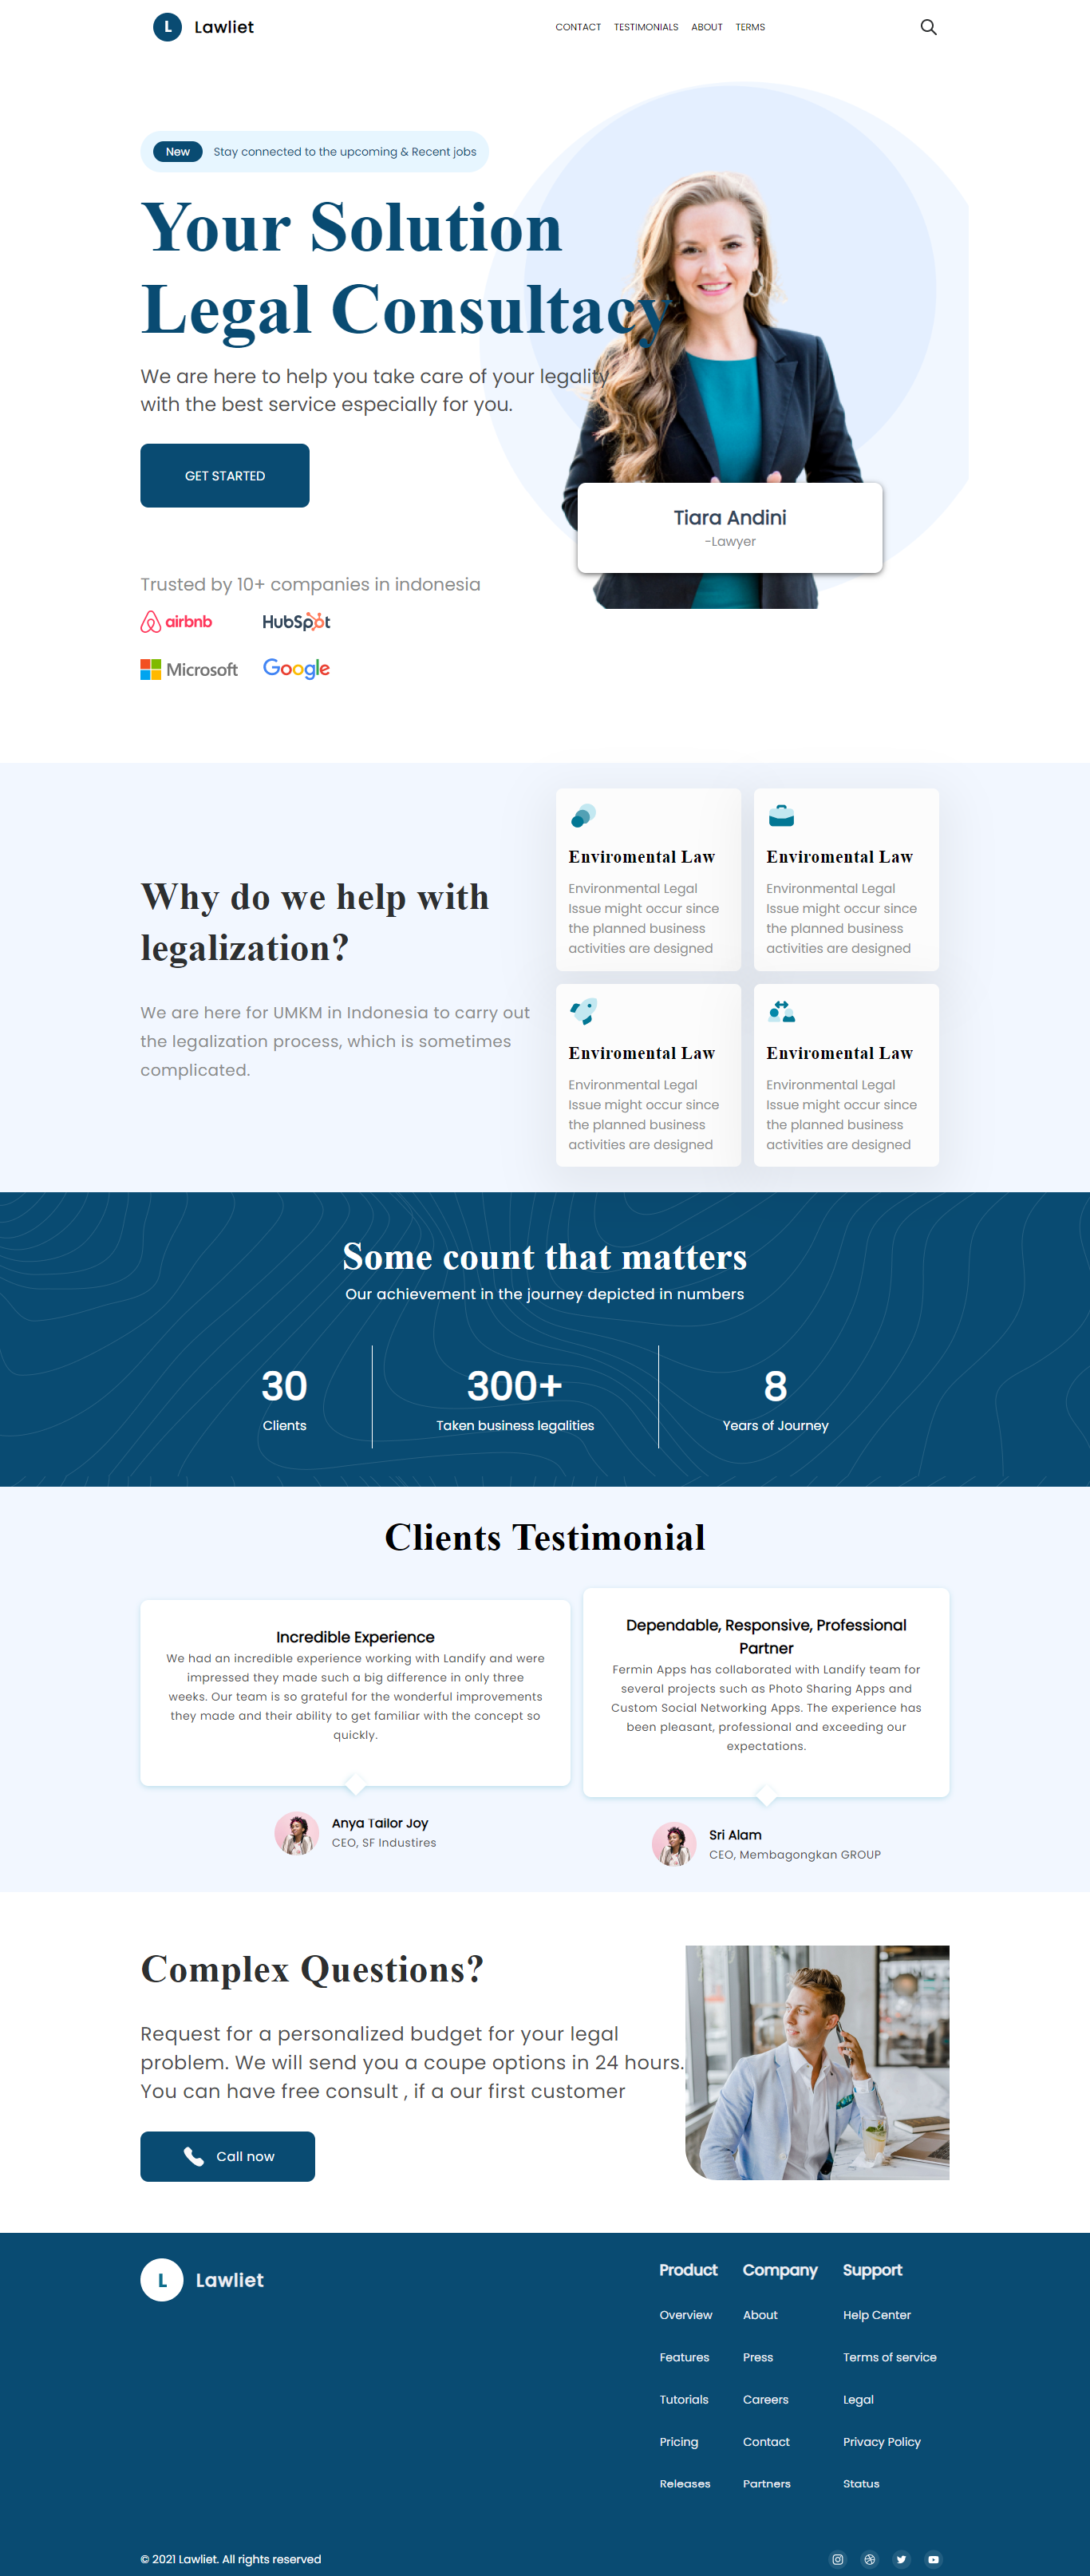 L Lawliet
CONTACT TESTIMONIALS ABOUT TERMS
New Stay connected to the upcoming & Recent jobs
Your Solution
Legal Consultacy
We are here to help you take care of your legality
with the best service especially for you.
GET STARTED
Tiara Andini
-Lawyer
Trusted by 10+ companies in indonesia
airbnb HubSpot
Microsoft Google
Why do we help with
legalization?
We are here for UMKM in Indonesia to carry out
the legalization process, which is sometimes
complicated.
Enviromental Law
Environmental Legal
Issue might occur since
the planned business
activities are designed
Enviromental Law
Environmental Legal
Issue might occur since
the planned business
activities are designed
Enviromental Law
Environmental Legal
Issue might occur since
the planned business
activities are designed
Enviromental Law
Environmental Legal
Issue might occur since
the planned business
activities are designed
Some count that matters
Our achievement in the journey depicted in numbers
30
Clients
300+
Taken business legalities
8
Years of Journey
Clients Testimonial
Incredible Experience
We had an incredible experience working with Landify and were
impressed they made such a big difference in only three
weeks. Our team is so grateful for the wonderful improvements
they made and their ability to get familiar with the concept so
quickly.
Anya Tailor Joy
CEO, SF Industires
Dependable, Responsive, Professional
Partner
Fermin Apps has collaborated with Landify team for
several projects such as Photo Sharing Apps and
Custom Social Networking Apps. The experience has
been pleasant, professional and exceeding our
expectations.
Sri Alam
CEO, Membagongkan GROUP
Complex Questions?
Request for a personalized budget for your legal
problem. We will send you a coupe options in 24 hours.
You can have free consult , if a our first customer
Call now
L Lawliet
Product
Overview
Features
Tutorials
Pricing
Releases
Company
About
Press
Careers
Contact
Partners
Support
Help Center
Terms of service
Legal
Privacy Policy
Status
© 2021 Lawliet. All rights reserved